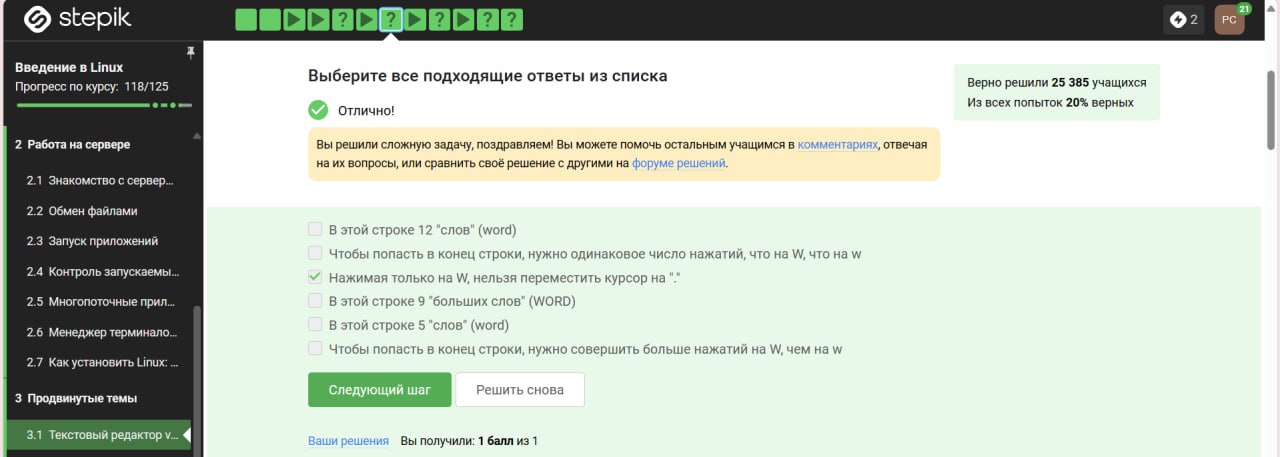 stepik
2
РС
21
Введение в Linux
Прогресс по курсу: 118/125
2 Работа на сервере
2.1 Знакомство с сервер...
2.2 Обмен файлами
2.3 Запуск приложений
2.4 Контроль запускаемы...
2.5 Многопоточные прил...
2.6 Менеджер терминало...
2.7 Как установить Linux: ...
3 Продвинутые темы
3.1 Текстовый редактор v...
Выберите все подходящие ответы из списка
Отлично!
Вы решили сложную задачу, поздравляем! Вы можете помочь остальным учащимся в комментариях, отвечая
на их вопросы, или сравнить своё решение с другими на форуме решений.
Верно решили 25 385 учащихся
Из всех попыток 20% верных
В этой строке 12 "слов" (word)
Чтобы попасть в конец строки, нужно одинаковое число нажатий, что на W, что на w
Нажимая только на W, нельзя переместить курсор на "."
В этой строке 9 "больших слов" (WORD)
В этой строке 5 "слов" (word)
Чтобы попасть в конец строки, нужно совершить больше нажатий на W, чем на w
Следующий шаг
Решить снова
Ваши решения Вы получили: 1 балл из 1